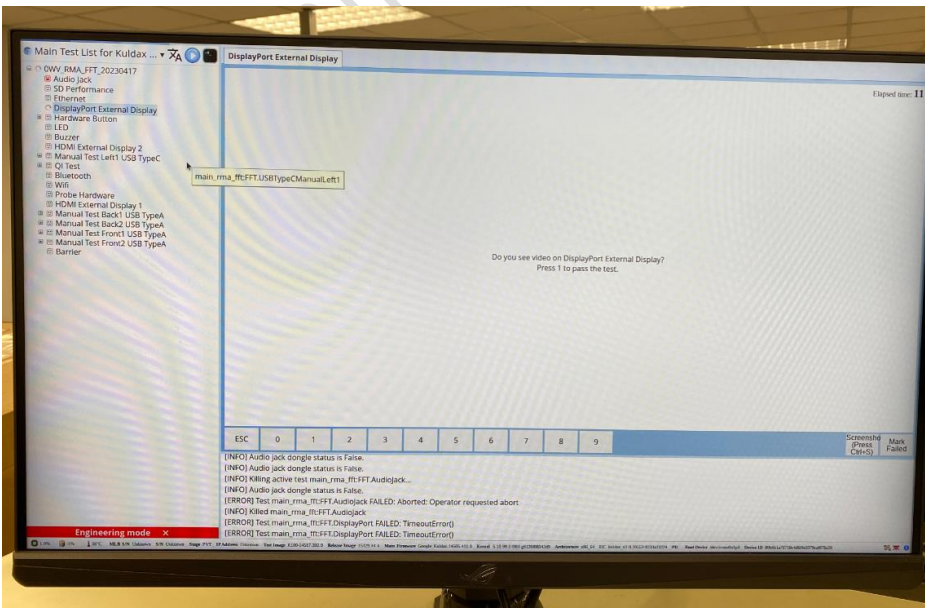 Main Test List for Kuldax ...
DisplayPort External Display
0WV_RMA_FFT_20230417
Audio Jack
SD Performance
Ethernet
DisplayPort External Display
Hardware Button
LED
Buzzer
HDMI External Display 2
Manual Test Left1 USB TypeC
QI Test
Bluetooth
Wifi
Probe Hardware
HDMI External Display 1
Manual Test Back1 USB TypeA
Manual Test Back2 USB TypeA
Manual Test Front1 USB TypeA
Manual Test Front2 USB TypeA
Barrier
main_rma_fft:FFT.USBTypeCManualLeft1
Elapsed time: 11
Do you see video on DisplayPort External Display?
Press 1 to pass the test.
ESC 0 1 2 3 4 5 6 7 8 9
Screensho
(Press
Ctrl+S)
Mark
Failed
[INFO] Audio jack dongle status is False.
[INFO] Audio jack dongle status is False.
[INFO] Killing active test main_rma_fft:FFT.AudioJack...
[INFO] Audio jack dongle status is False.
[ERROR] Test main_rma_fft:FFT.AudioJack FAILED: Aborted: Operator requested abort
[INFO] Killed main_rma_fft:FFT.AudioJack
[ERROR] Test main_rma_fft:FFT.DisplayPort FAILED: TimeoutError()
[ERROR] Test main_rma_fft:FFT.DisplayPort FAILED: TimeoutError()
Engineering mode ×